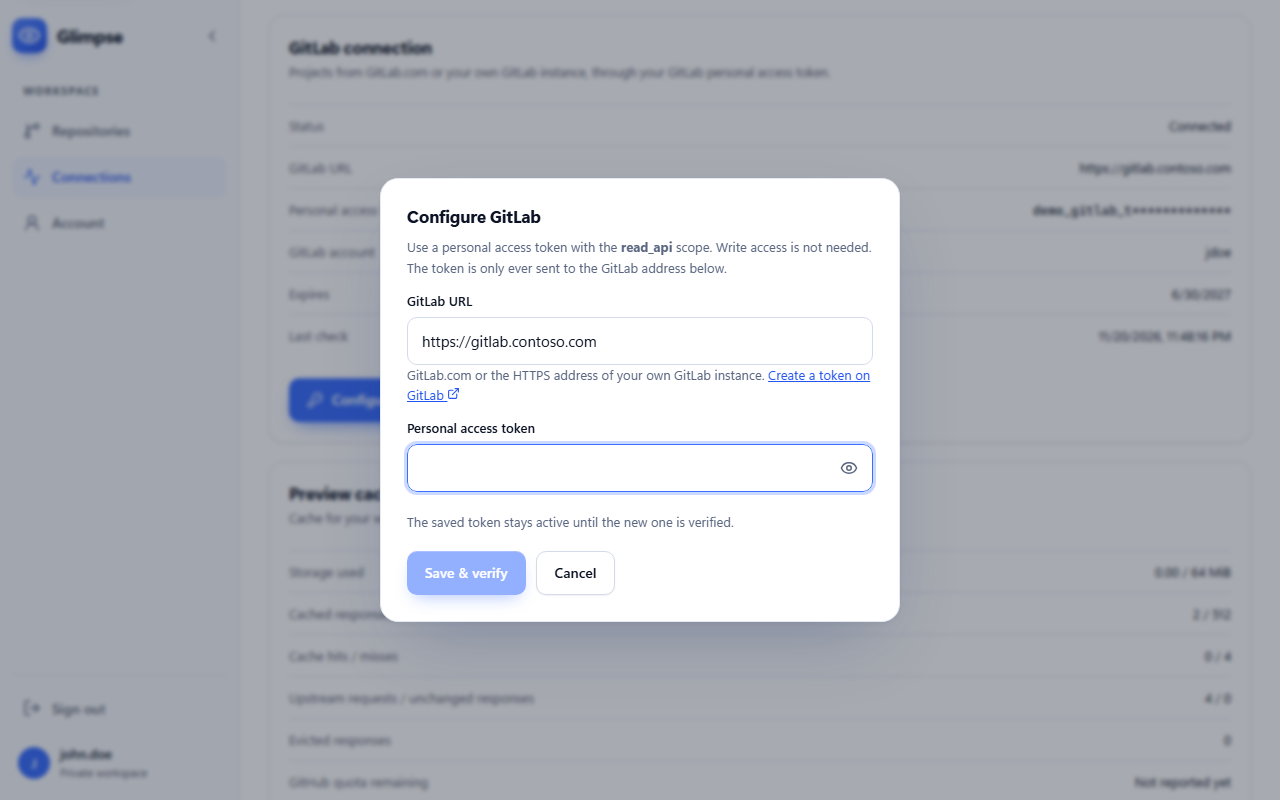 Glimpse
WORKSPACE
Repositories
Connections
Account
Sign out
john.doe
Private workspace
GitLab connection
Projects from GitLab.com or your own GitLab instance, through your GitLab personal access token.
Status
Connected
GitLab URL
https://gitlab.contoso.com
Personal access
demo_gitlab_t•••••••••••••
GitLab account
jdoe
Expires
6/30/2027
Last check
11/20/2026, 11:48:16 PM
Configure GitLab
Use a personal access token with the read_api scope. Write access is not needed.
The token is only ever sent to the GitLab address below.
GitLab URL
https://gitlab.contoso.com
GitLab.com or the HTTPS address of your own GitLab instance. Create a token on
GitLab
Personal access token
The saved token stays active until the new one is verified.
Save & verify
Cancel
Preview
Cache for your
Storage used
0.00 / 64 MiB
Cached
2 / 512
Cache hits / misses
0 / 4
Upstream requests / unchanged responses
4 / 0
Evicted responses
0
GitHub quota remaining
Not reported yet